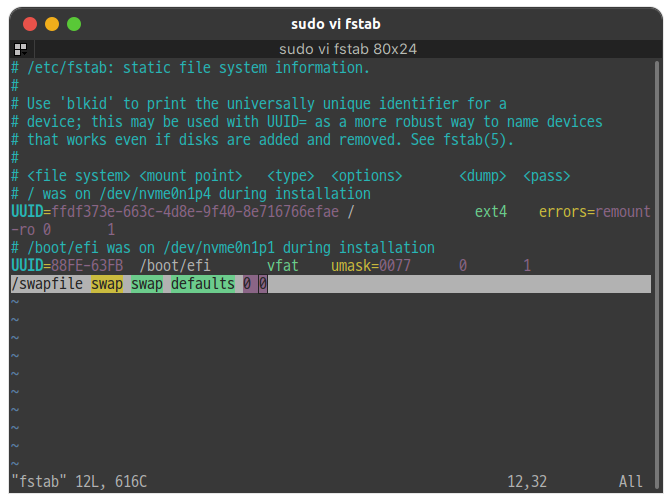 sudo vi fstab
sudo vi fstab 80x24
# /etc/fstab: static file system information.
#
# Use 'blkid' to print the universally unique identifier for a
# device; this may be used with UUID= as a more robust way to name devices
# that works even if disks are added and removed. See fstab(5).
#
# <file system> <mount point>   <type>  <options>       <dump>  <pass>
# / was on /dev/nvme0n1p4 during installation
UUID=ffdf373e-663c-4d8e-9f40-8e716766efae /               ext4    errors=remount
-ro 0       1
# /boot/efi was on /dev/nvme0n1p1 during installation
UUID=88FE-63FB  /boot/efi       vfat    umask=0077      0       1
/swapfile swap swap defaults 0 0
~
~
~
~
~
~
~
~
~
~
"fstab" 12L, 616C                                             12,32         All